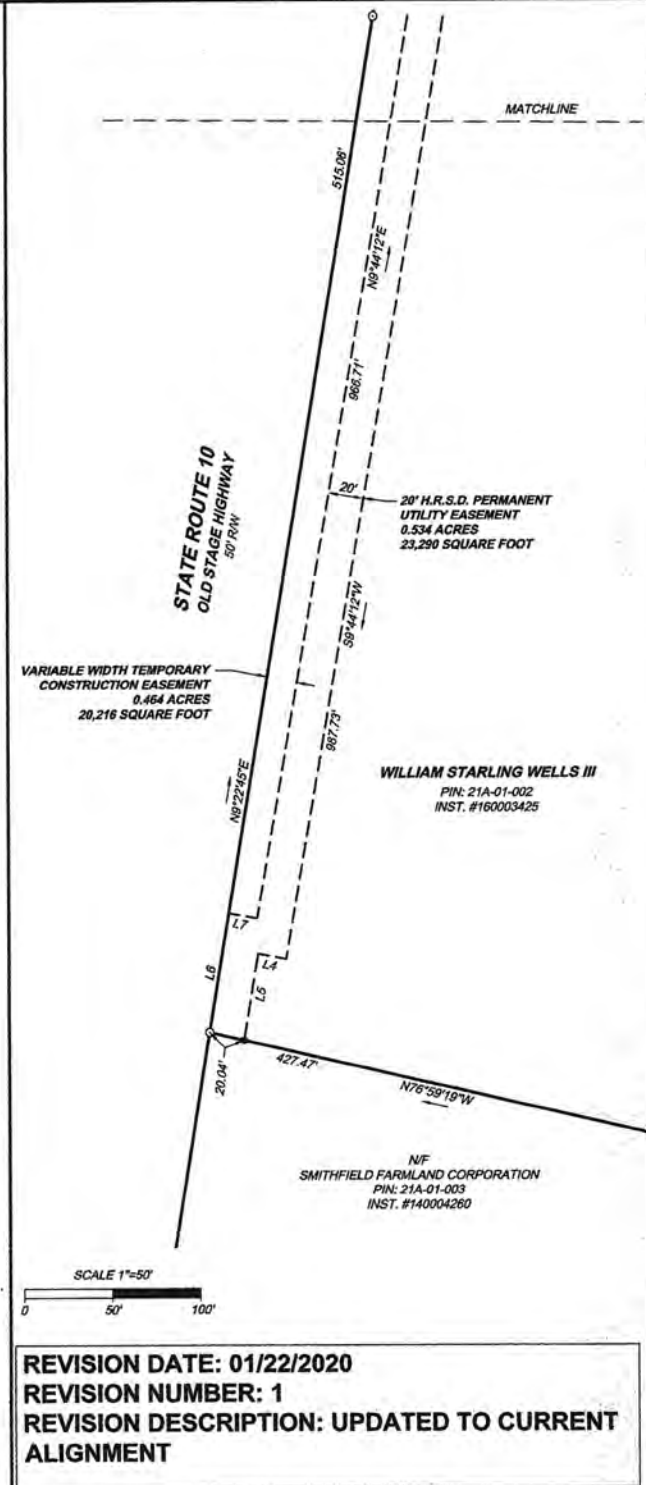 MATCHLINE
515.06'
N9°44'12"E
966.71'
STATE ROUTE 10
OLD STAGE HIGHWAY
50' R/W
20'
20' H.R.S.D. PERMANENT
UTILITY EASEMENT
0.534 ACRES
23,290 SQUARE FOOT
S9°44'12"W
987.73'
VARIABLE WIDTH TEMPORARY
CONSTRUCTION EASEMENT
0.464 ACRES
20,216 SQUARE FOOT
N9°22'45"E
WILLIAM STARLING WELLS III
PIN: 21A-01-002
INST. #160003425
L7
L4
L6
L5
20.04'
427.47'
N76°59'19"W
N/F
SMITHFIELD FARMLAND CORPORATION
PIN: 21A-01-003
INST. #140004260
SCALE 1"=50'
0 50' 100'
REVISION DATE: 01/22/2020
REVISION NUMBER: 1
REVISION DESCRIPTION: UPDATED TO CURRENT
ALIGNMENT